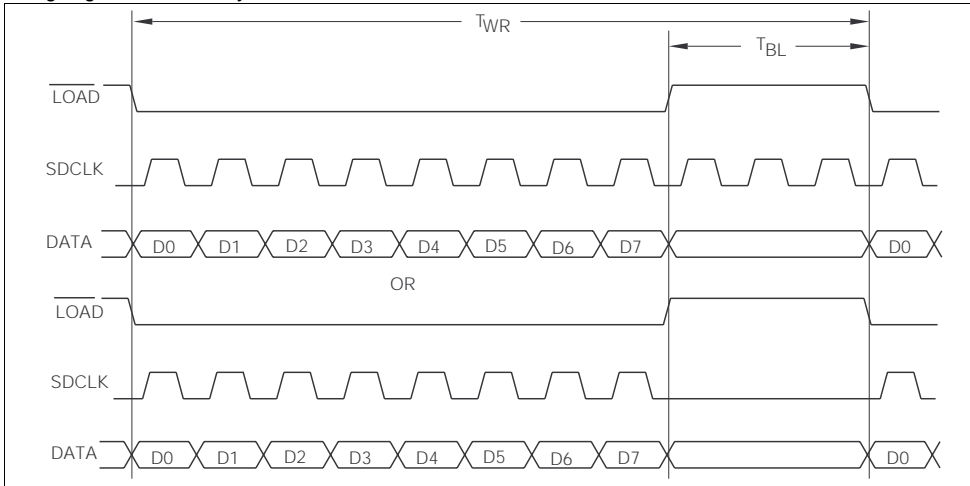 TWR
TBL
LOAD
SDCLK
DATA D0 D1 D2 D3 D4 D5 D6 D7 D0
OR
LOAD
SDCLK
DATA D0 D1 D2 D3 D4 D5 D6 D7 D0